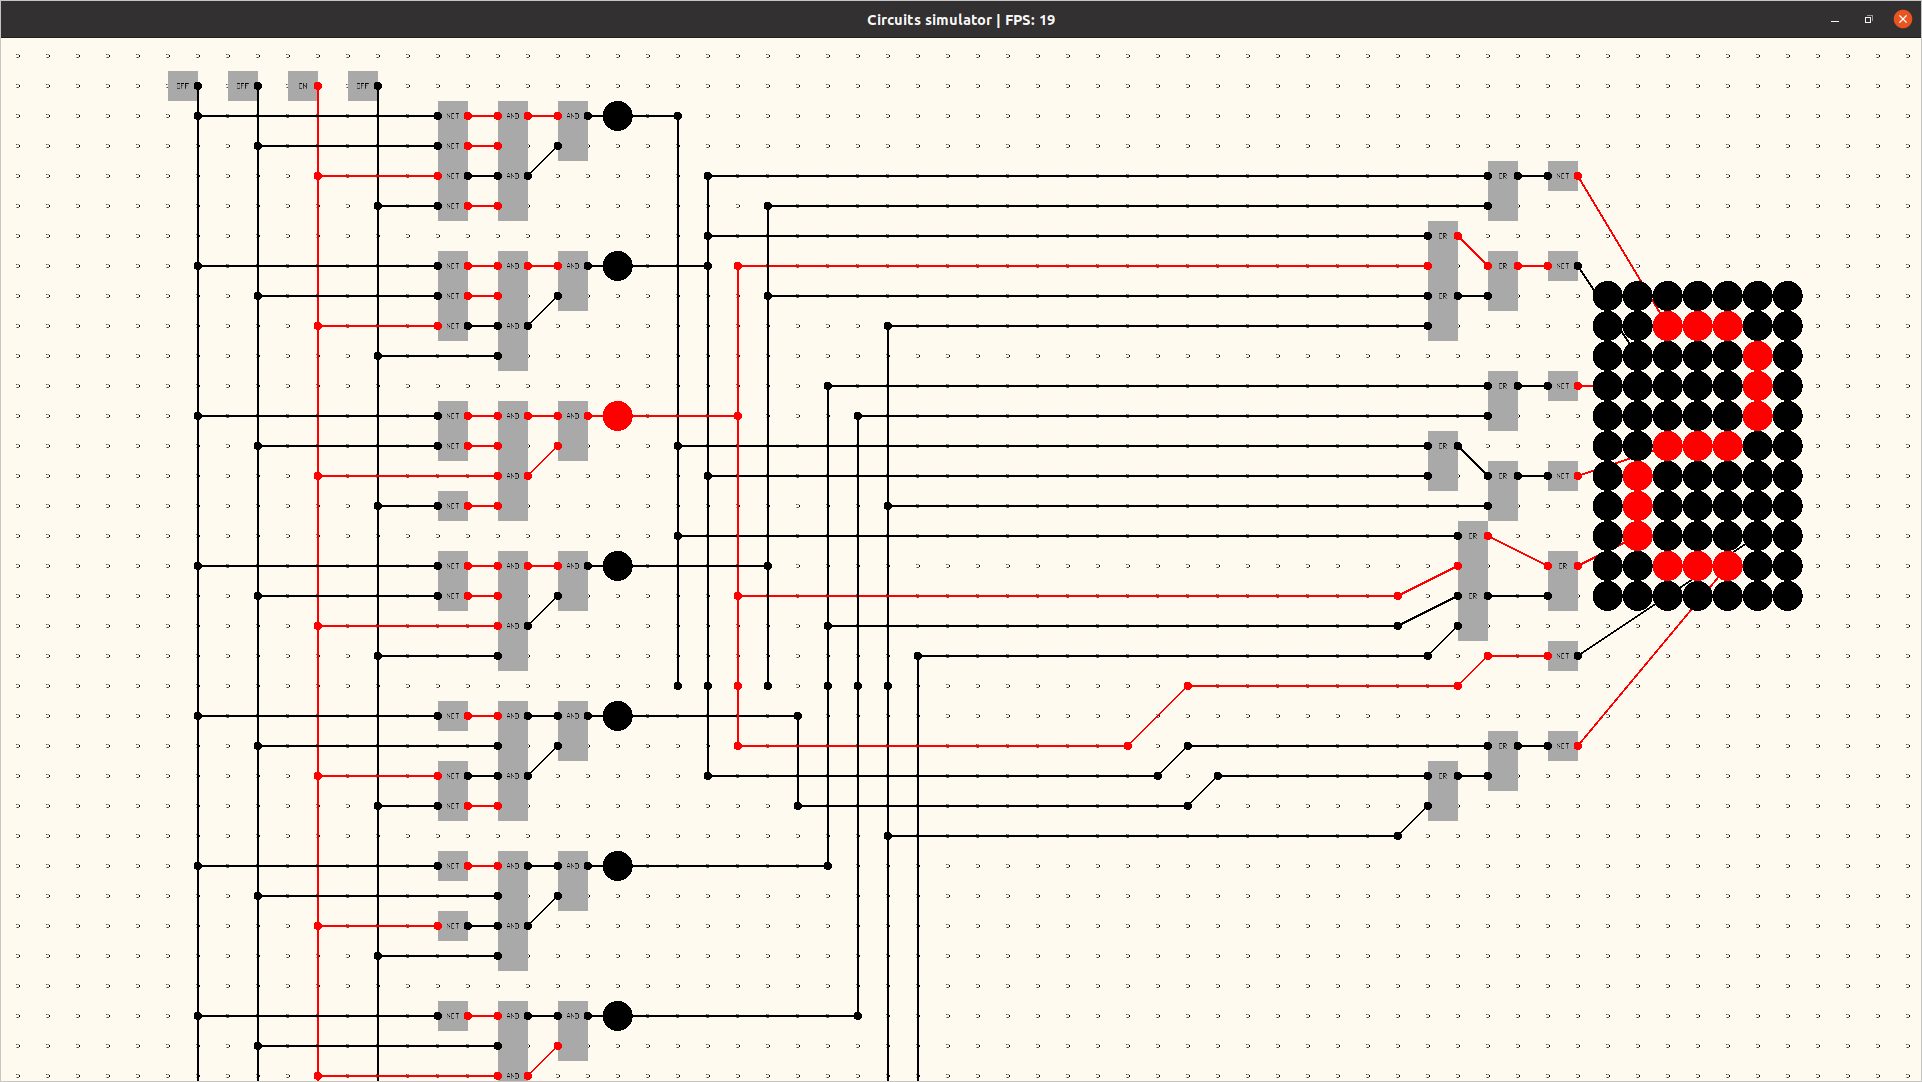 Circuits simulator | FPS: 19
OFF OFF ON OFF
NOT AND AND
NOT
NOT AND OR NOT
NOT
OR
NOT AND AND OR NOT
NOT OR
NOT AND
OR NOT
NOT AND AND
NOT OR
AND OR NOT
NOT
OR
NOT AND AND OR
NOT OR
AND
NOT
NOT AND AND
OR NOT
NOT AND OR
NOT
NOT AND AND
NOT AND
NOT AND AND
AND